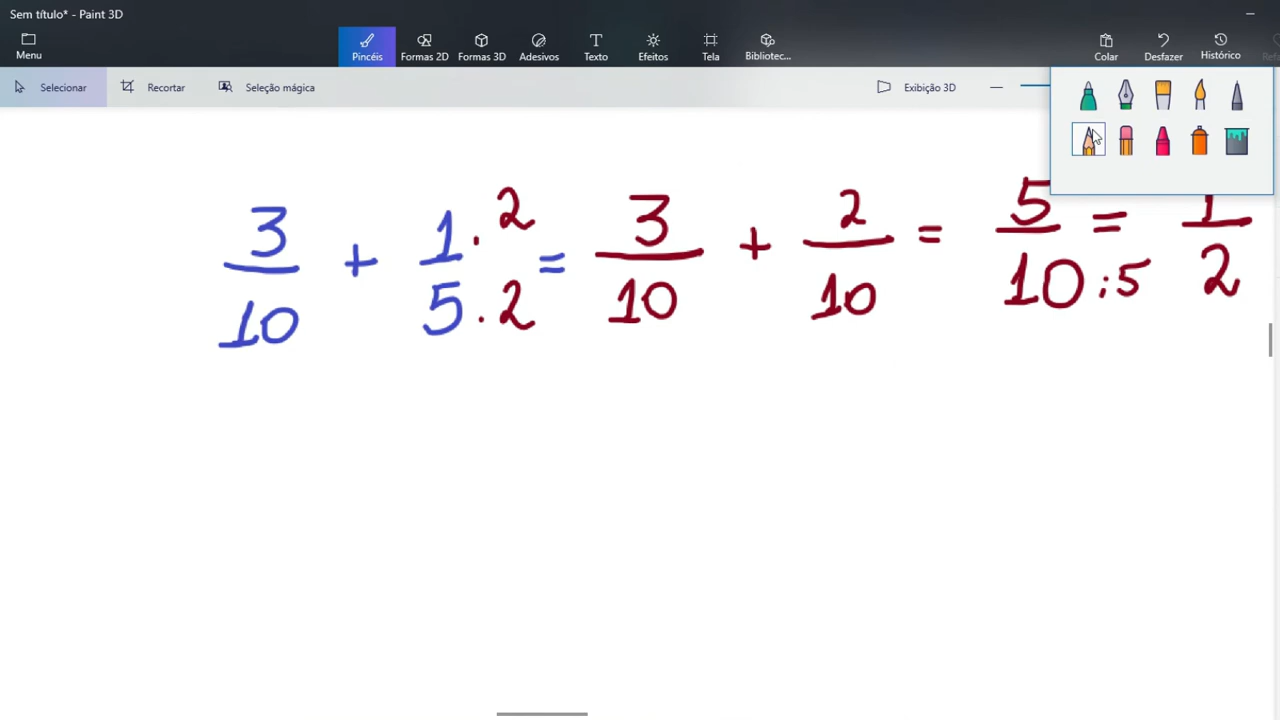 Sem título* - Paint 3D
Menu
Pincéis
Formas 2D
Formas 3D
Adesivos
Texto
Efeitos
Tela
Bibliotec...
Colar
Desfazer
Histórico
Selecionar
Recortar
Seleção mágica
Exibição 3D
3/10 + 1·2/5·2 = 3/10 + 2/10 = 5/10:5 = 1/2